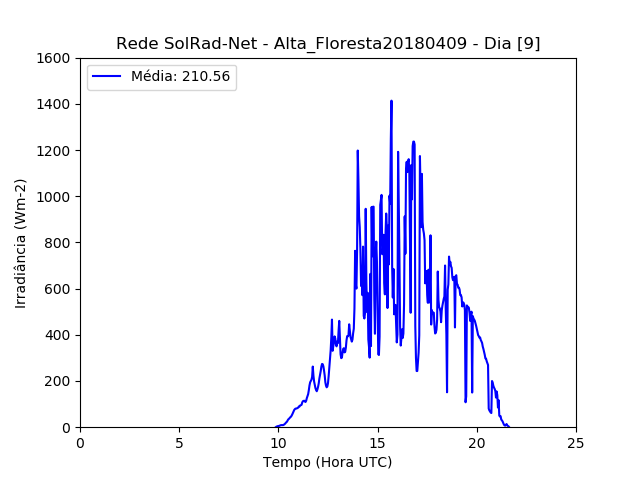 Rede SolRad-Net - Alta_Floresta20180409 - Dia [9]
Média: 210.56
Irradiância (Wm-2)
1600
1400
1200
1000
800
600
400
200
0
0 5 10 15 20 25
Tempo (Hora UTC)